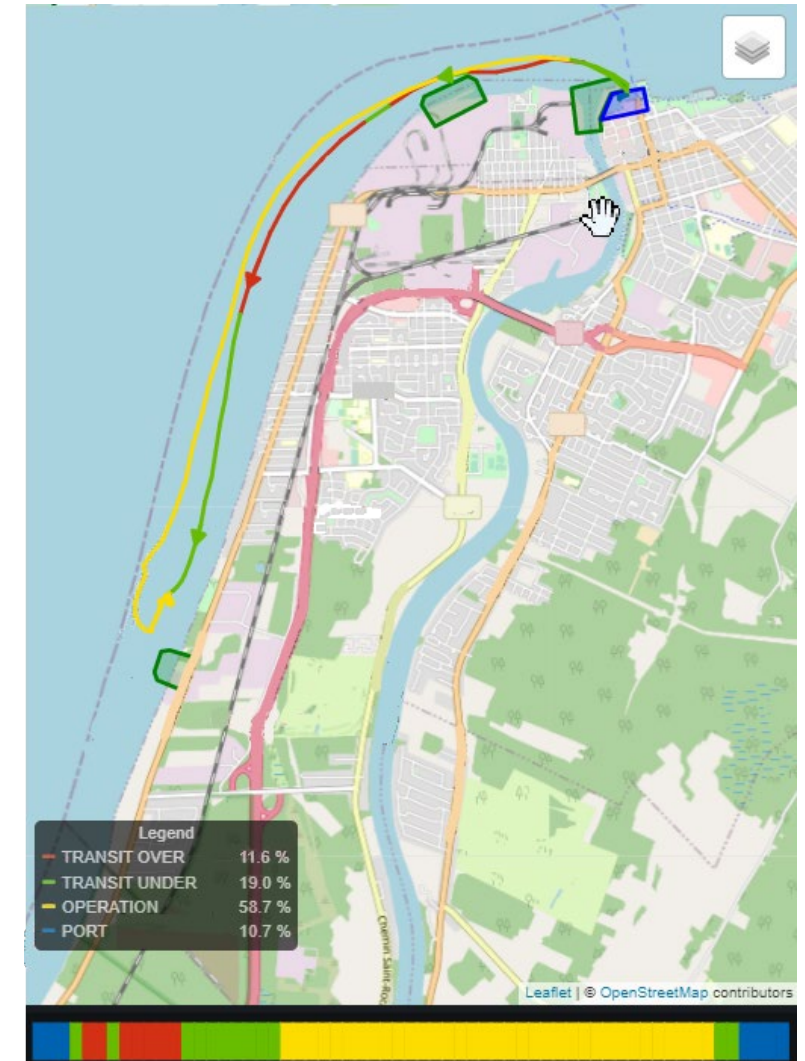 Chemin Saint-Roc
Legend
TRANSIT OVER 11.6 %
TRANSIT UNDER 19.0 %
OPERATION 58.7 %
PORT 10.7 %
Leaflet | © OpenStreetMap contributors